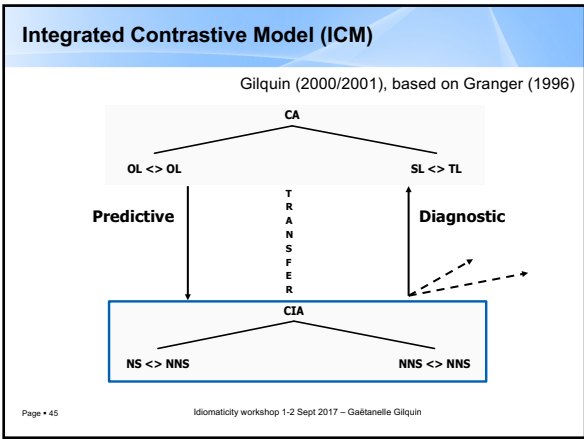 Integrated Contrastive Model (ICM)
Gilquin (2000/2001), based on Granger (1996)
CA
OL <> OL
SL <> TL
Predictive
TRANSFER
Diagnostic
CIA
NS <> NNS
NNS <> NNS
Page ▪ 45
Idiomaticity workshop 1-2 Sept 2017 – Gaëtanelle Gilquin